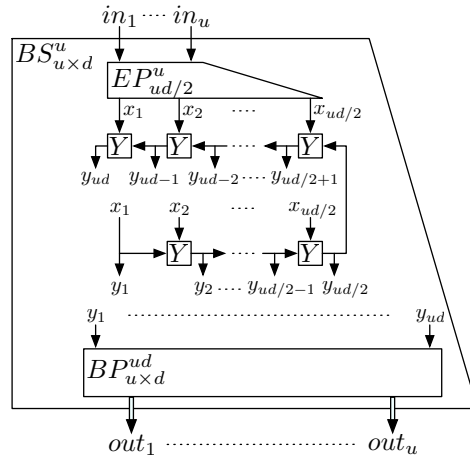 in_1 ..... in_u
BS^u_{u×d}
EP^u_{ud/2}
x_1 x_2 ..... x_{ud/2}
Y Y ..... Y
y_{ud} y_{ud-1} y_{ud-2} ..... y_{ud/2+1}
x_1 x_2 ..... x_{ud/2}
Y ..... Y
y_1 y_2 ..... y_{ud/2-1} y_{ud/2}
y_1 ..... y_{ud}
BP^{ud}_{u×d}
out_1 ..... out_u